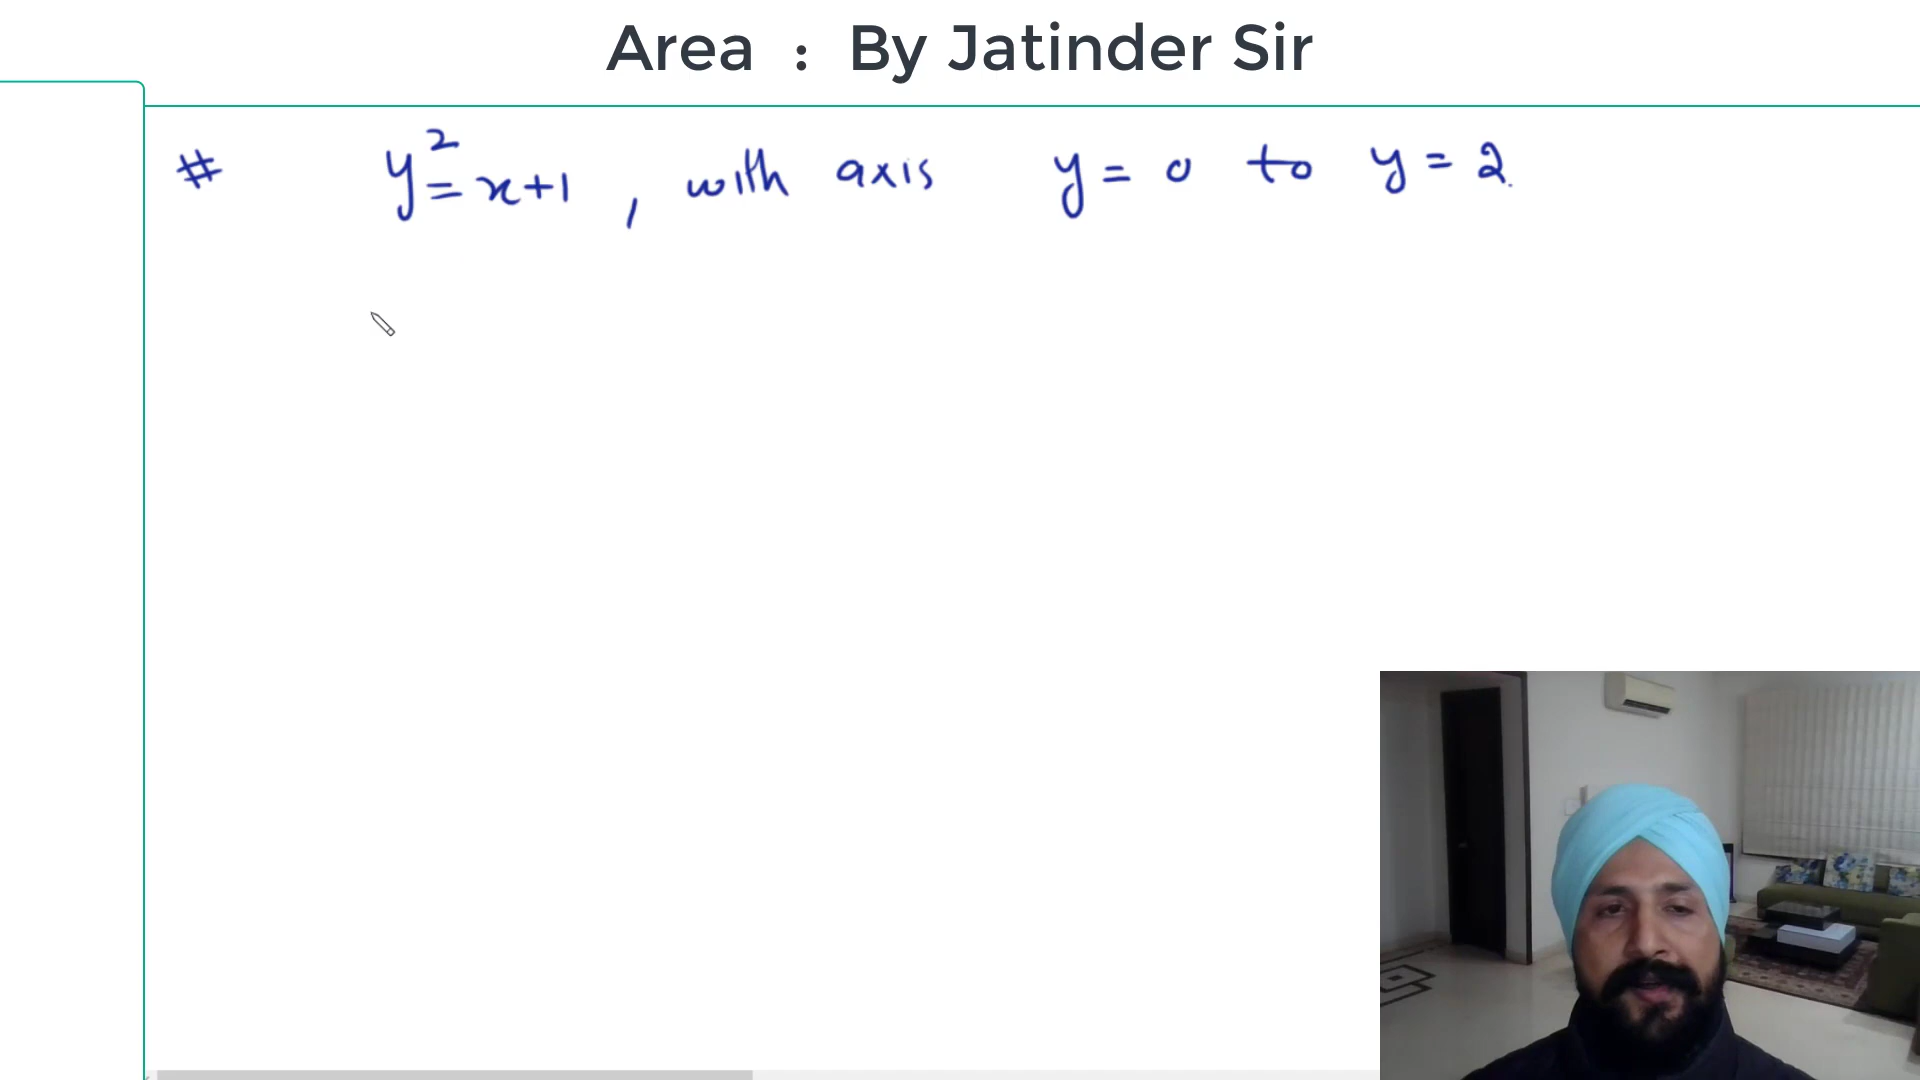 Area : By Jatinder Sir
# y²=x+1, with axis y=0 to y=2.